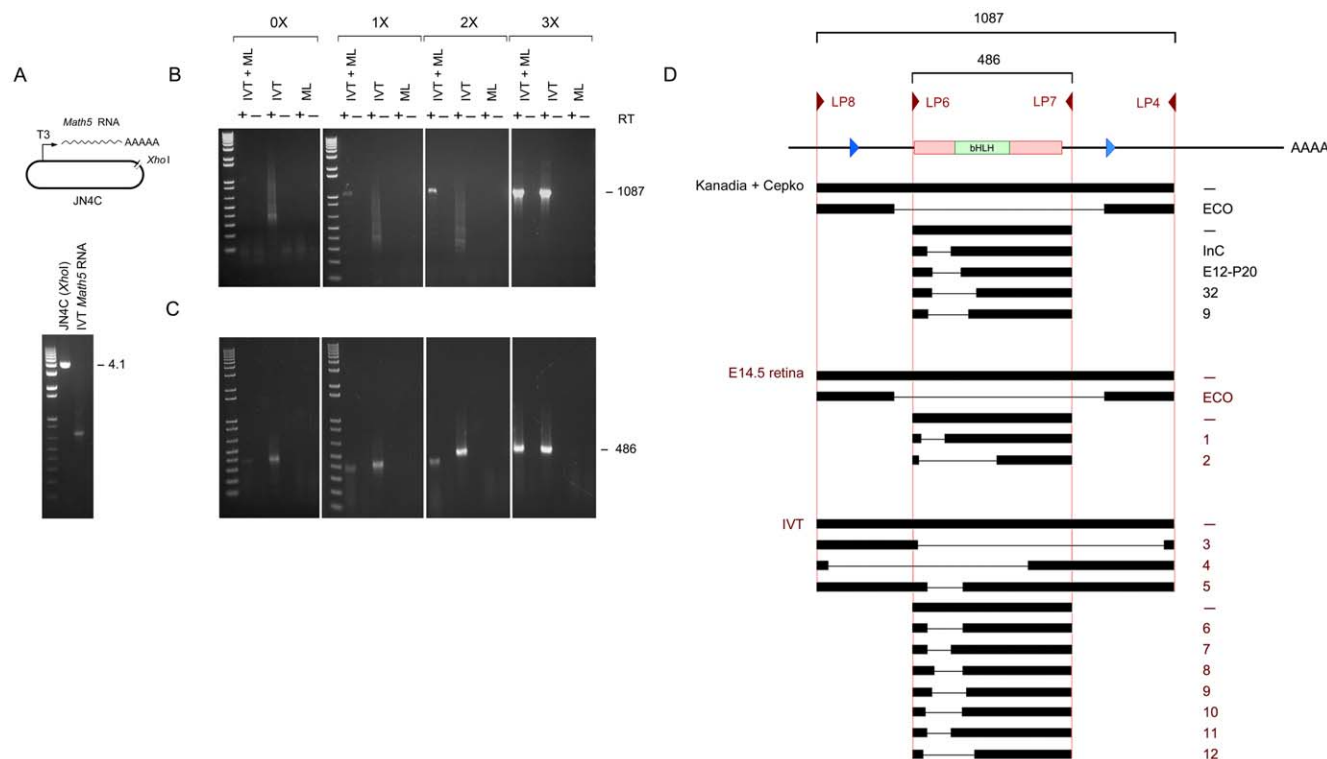 A
T3
Math5 RNA
AAAAA
XhoI
JN4C
JN4C (XhoI)
IVT Math5 RNA
– 4.1
B
0X
1X
2X
3X
IVT + ML
IVT
ML
IVT + ML
IVT
ML
IVT + ML
IVT
ML
IVT + ML
IVT
ML
+ – + – + –
+ – + – + –
+ – + – + –
+ – + – + –
RT
– 1087
C
– 486
D
1087
486
LP8
LP6
LP7
LP4
bHLH
AAAA
Kanadia + Cepko
—
ECO
—
InC
E12-P20
32
9
E14.5 retina
—
ECO
—
1
2
IVT
—
3
4
5
—
6
7
8
9
10
11
12